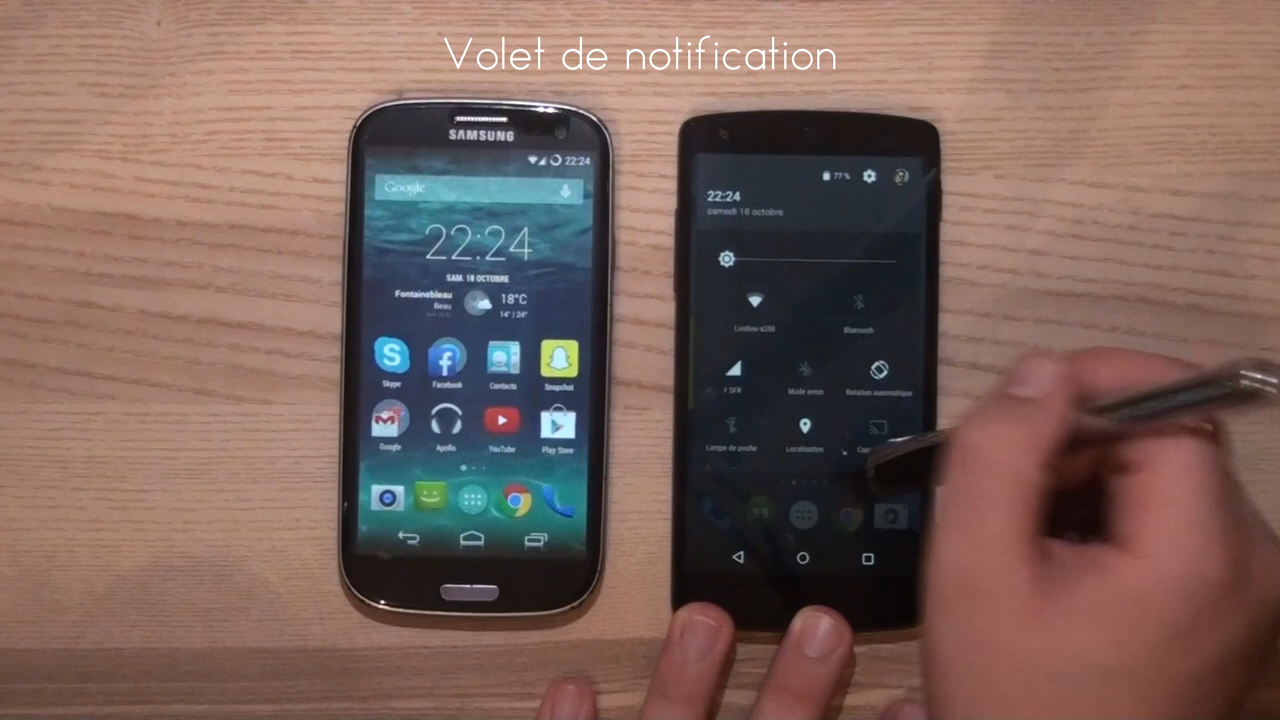 Volet de notification
SAMSUNG
22:24
Google
22:24
SAM. 18 OCTOBRE
Fontainebleau
Beau
18°C
14° | 24°
Skype
Facebook
Contacts
Snapchat
Google
Apollo
YouTube
Play Store
77 %
22:24
samedi 18 octobre
Livebox-a288
Bluetooth
F SFR
Mode avion
Rotation automatique
Lampe de poche
Localisation